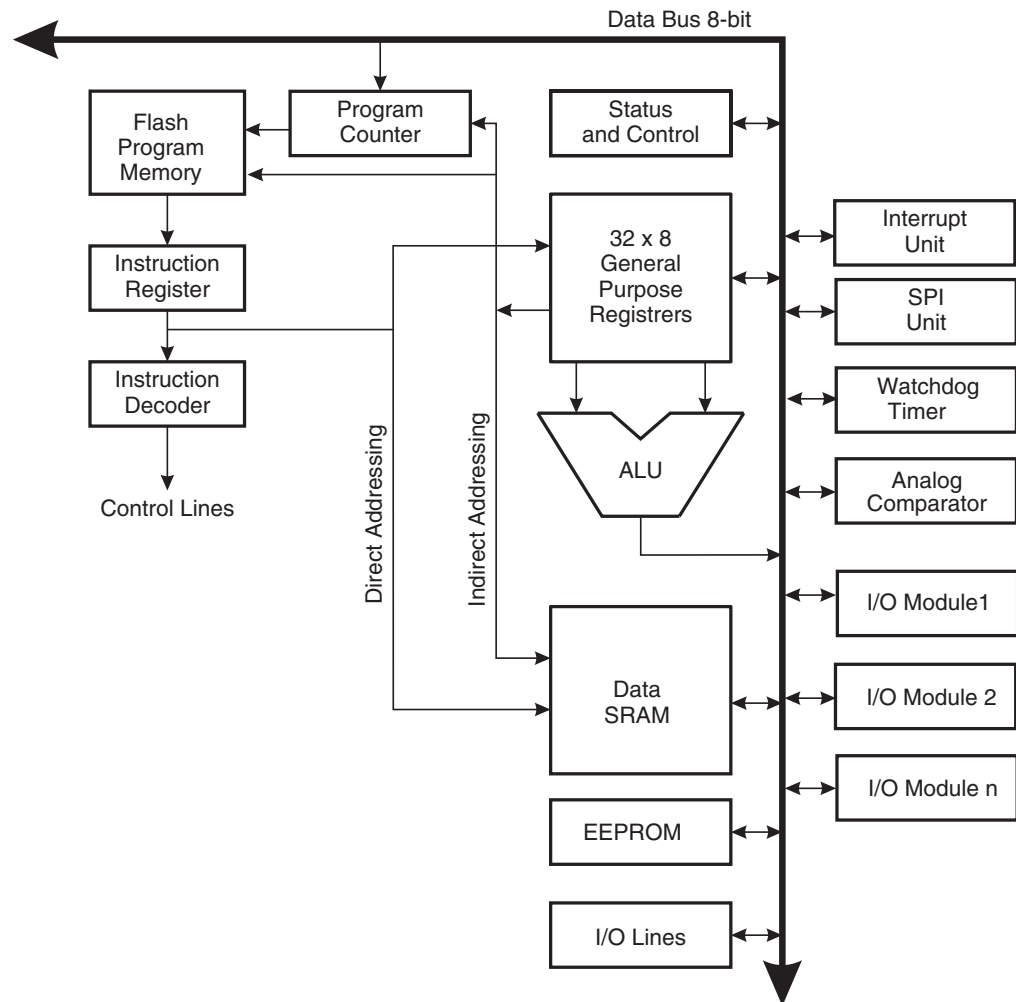 Data Bus 8-bit
Flash
Program
Memory
Program
Counter
Status
and Control
32 x 8
General
Purpose
Registrers
Instruction
Register
Instruction
Decoder
Control Lines
Direct Addressing
Indirect Addressing
ALU
Interrupt
Unit
SPI
Unit
Watchdog
Timer
Analog
Comparator
I/O Module1
Data
SRAM
I/O Module 2
I/O Module n
EEPROM
I/O Lines